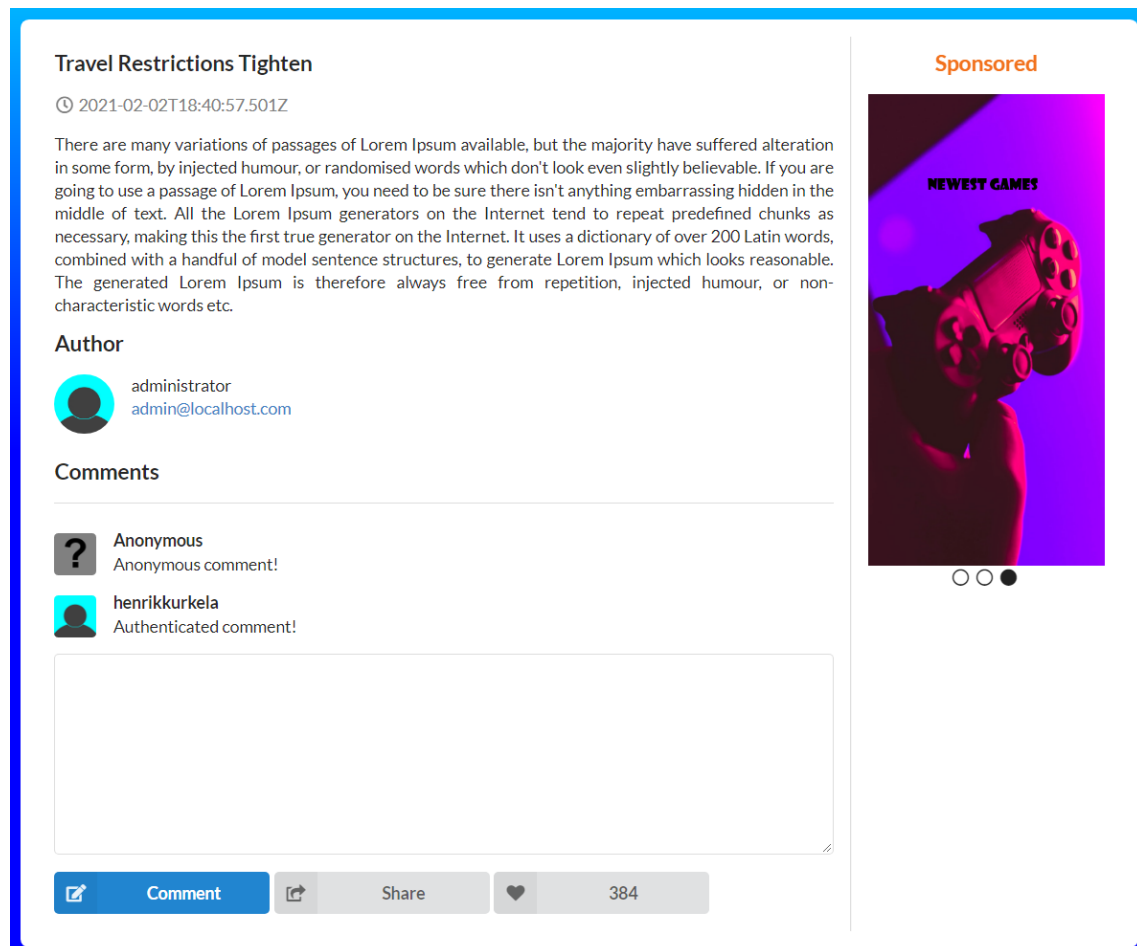 Travel Restrictions Tighten
2021-02-02T18:40:57.501Z
There are many variations of passages of Lorem Ipsum available, but the majority have suffered alteration
in some form, by injected humour, or randomised words which don't look even slightly believable. If you are
going to use a passage of Lorem Ipsum, you need to be sure there isn't anything embarrassing hidden in the
middle of text. All the Lorem Ipsum generators on the Internet tend to repeat predefined chunks as
necessary, making this the first true generator on the Internet. It uses a dictionary of over 200 Latin words,
combined with a handful of model sentence structures, to generate Lorem Ipsum which looks reasonable.
The generated Lorem Ipsum is therefore always free from repetition, injected humour, or non-
characteristic words etc.
Author
administrator
admin@localhost.com
Comments
?
Anonymous
Anonymous comment!
henrikkurkela
Authenticated comment!
Comment
Share
384
Sponsored
NEWEST GAMES